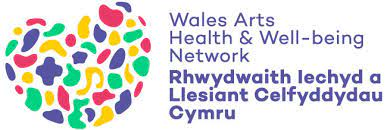 Wales Arts
Health & Well-being
Network
Rhwydwaith Iechyd a
Llesiant Celfyddydau
Cymru